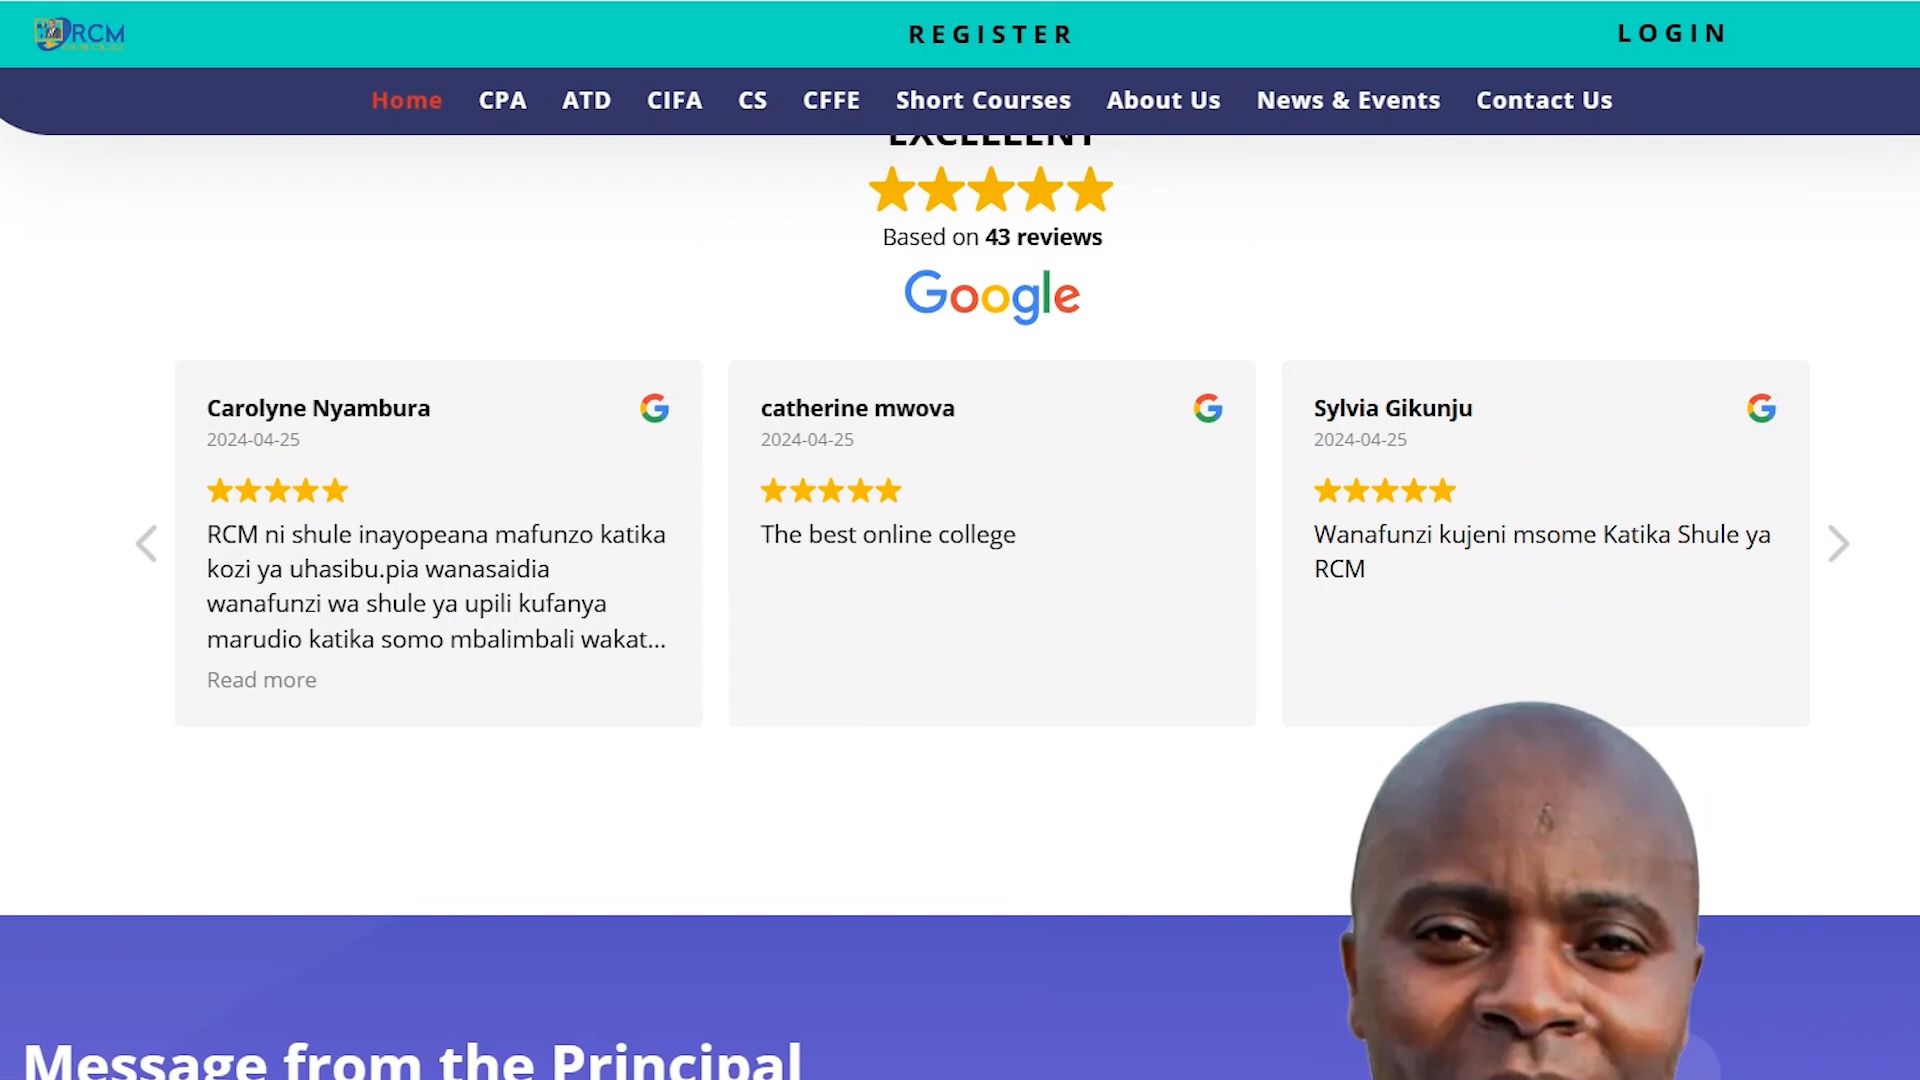 RCM
REGISTER
LOGIN
Home CPA ATD CIFA CS CFFE Short Courses About Us News & Events Contact Us
EXCELLENT
Based on 43 reviews
Google
Carolyne Nyambura
2024-04-25
RCM ni shule inayopeana mafunzo katika
kozi ya uhasibu.pia wanasaidia
wanafunzi wa shule ya upili kufanya
marudio katika somo mbalimbali wakat...
Read more
catherine mwova
2024-04-25
The best online college
Sylvia Gikunju
2024-04-25
Wanafunzi kujeni msome Katika Shule ya
RCM
Message from the Principal